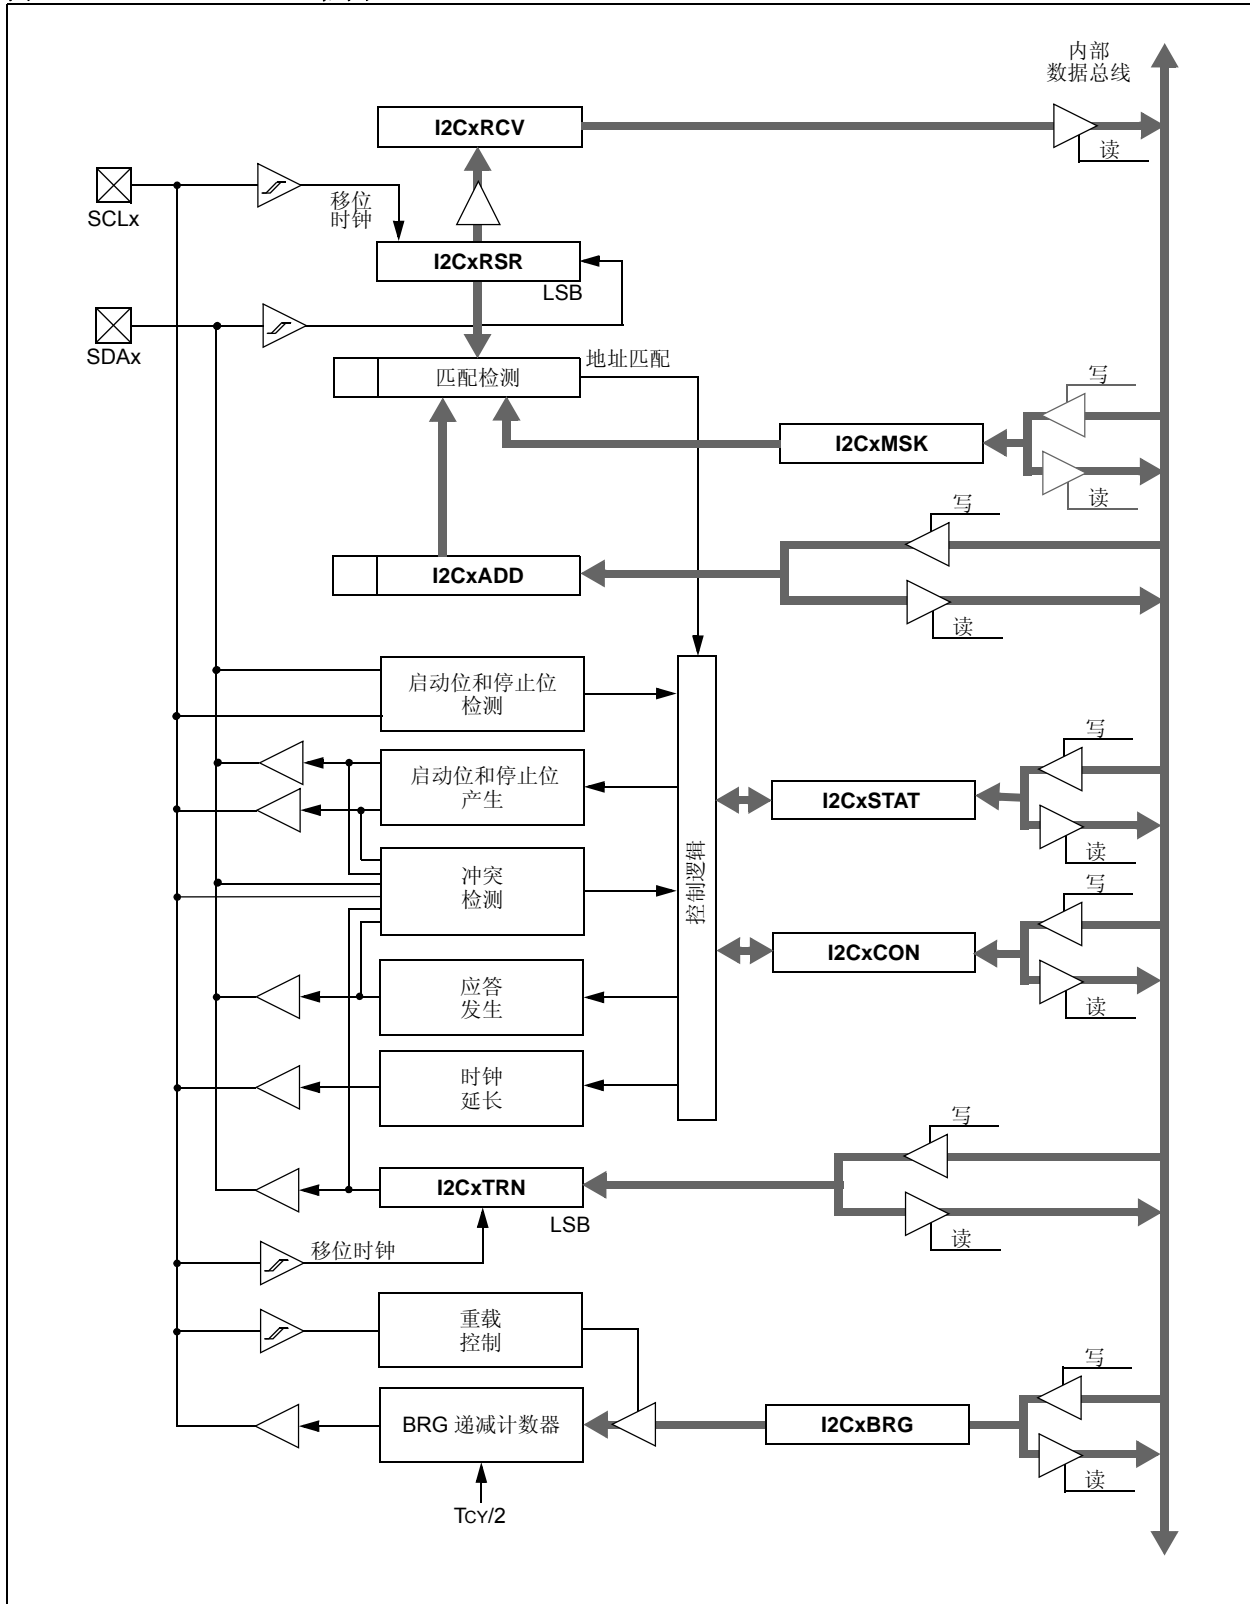 内部
数据总线
I2CxRCV
读
SCLx
移位
时钟
I2CxRSR
LSB
SDAx
地址匹配
匹配检测
写
I2CxMSK
读
写
I2CxADD
读
启动位和停止位
检测
写
启动位和停止位
产生
I2CxSTAT
读
控制逻辑
冲突
检测
写
I2CxCON
应答
发生
读
时钟
延长
写
I2CxTRN
LSB
读
移位时钟
重载
控制
写
BRG 递减计数器
I2CxBRG
读
TCY/2